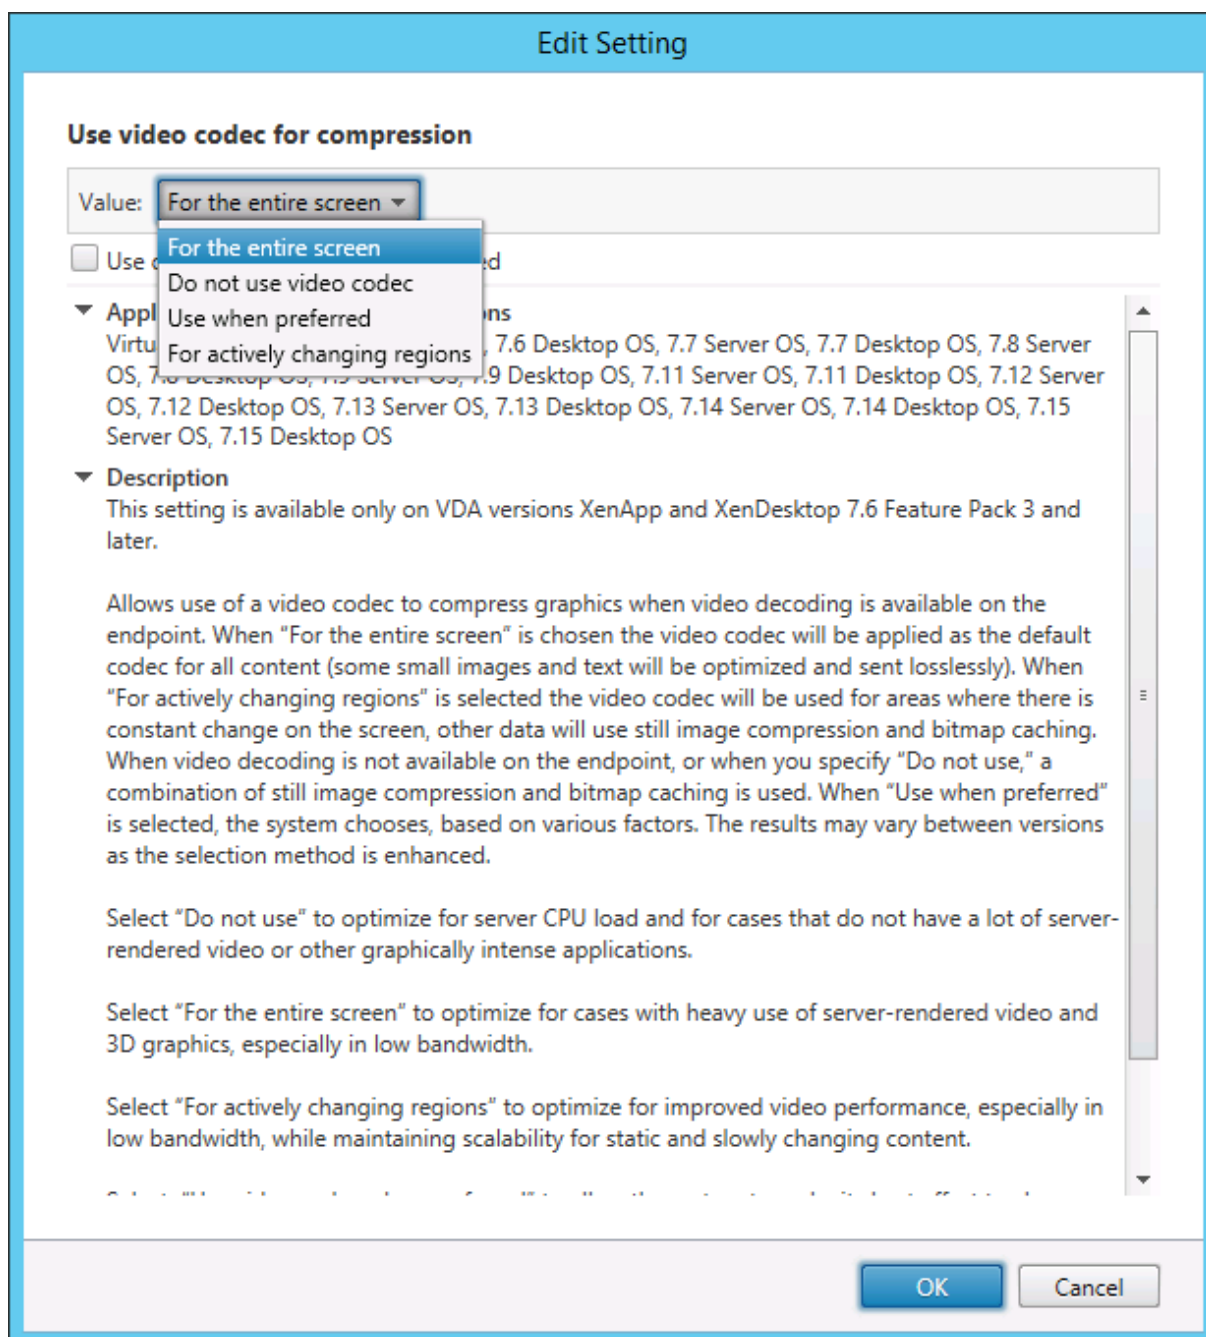 Edit Setting
Use video codec for compression
Value: For the entire screen
For the entire screen
Use
Do not use video codec
Appl ns
Use when preferred
Virtu , 7.6 Desktop OS, 7.7 Server OS, 7.7 Desktop OS, 7.8 Server
For actively changing regions
OS, 7.9 Desktop OS, 7.11 Server OS, 7.11 Desktop OS, 7.12 Server
OS, 7.12 Desktop OS, 7.13 Server OS, 7.13 Desktop OS, 7.14 Server OS, 7.14 Desktop OS, 7.15
Server OS, 7.15 Desktop OS
Description
This setting is available only on VDA versions XenApp and XenDesktop 7.6 Feature Pack 3 and
later.
Allows use of a video codec to compress graphics when video decoding is available on the
endpoint. When “For the entire screen” is chosen the video codec will be applied as the default
codec for all content (some small images and text will be optimized and sent losslessly). When
“For actively changing regions” is selected the video codec will be used for areas where there is
constant change on the screen, other data will use still image compression and bitmap caching.
When video decoding is not available on the endpoint, or when you specify “Do not use,” a
combination of still image compression and bitmap caching is used. When “Use when preferred”
is selected, the system chooses, based on various factors. The results may vary between versions
as the selection method is enhanced.
Select “Do not use” to optimize for server CPU load and for cases that do not have a lot of server-
rendered video or other graphically intense applications.
Select “For the entire screen” to optimize for cases with heavy use of server-rendered video and
3D graphics, especially in low bandwidth.
Select “For actively changing regions” to optimize for improved video performance, especially in
low bandwidth, while maintaining scalability for static and slowly changing content.
OK
Cancel